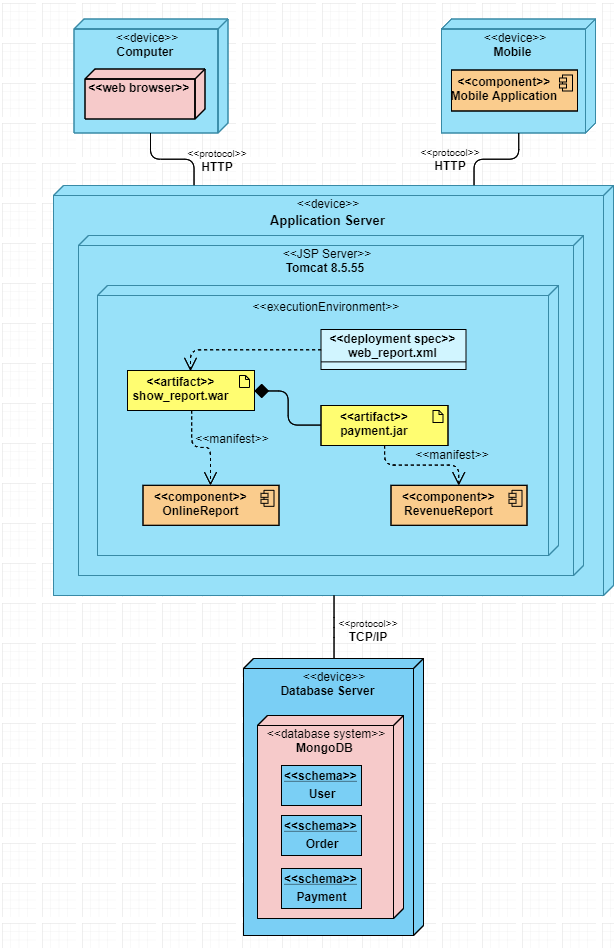 <<device>>
Computer
<<web browser>>
<<device>>
Mobile
<<component>>
Mobile Application
<<protocol>>
HTTP
<<protocol>>
HTTP
<<device>>
Application Server
<<JSP Server>>
Tomcat 8.5.55
<<executionEnvironment>>
<<deployment spec>>
web_report.xml
<<artifact>>
show_report.war
<<artifact>>
payment.jar
<<manifest>>
<<manifest>>
<<component>>
OnlineReport
<<component>>
RevenueReport
<<protocol>>
TCP/IP
<<device>>
Database Server
<<database system>>
MongoDB
<<schema>>
User
<<schema>>
Order
<<schema>>
Payment